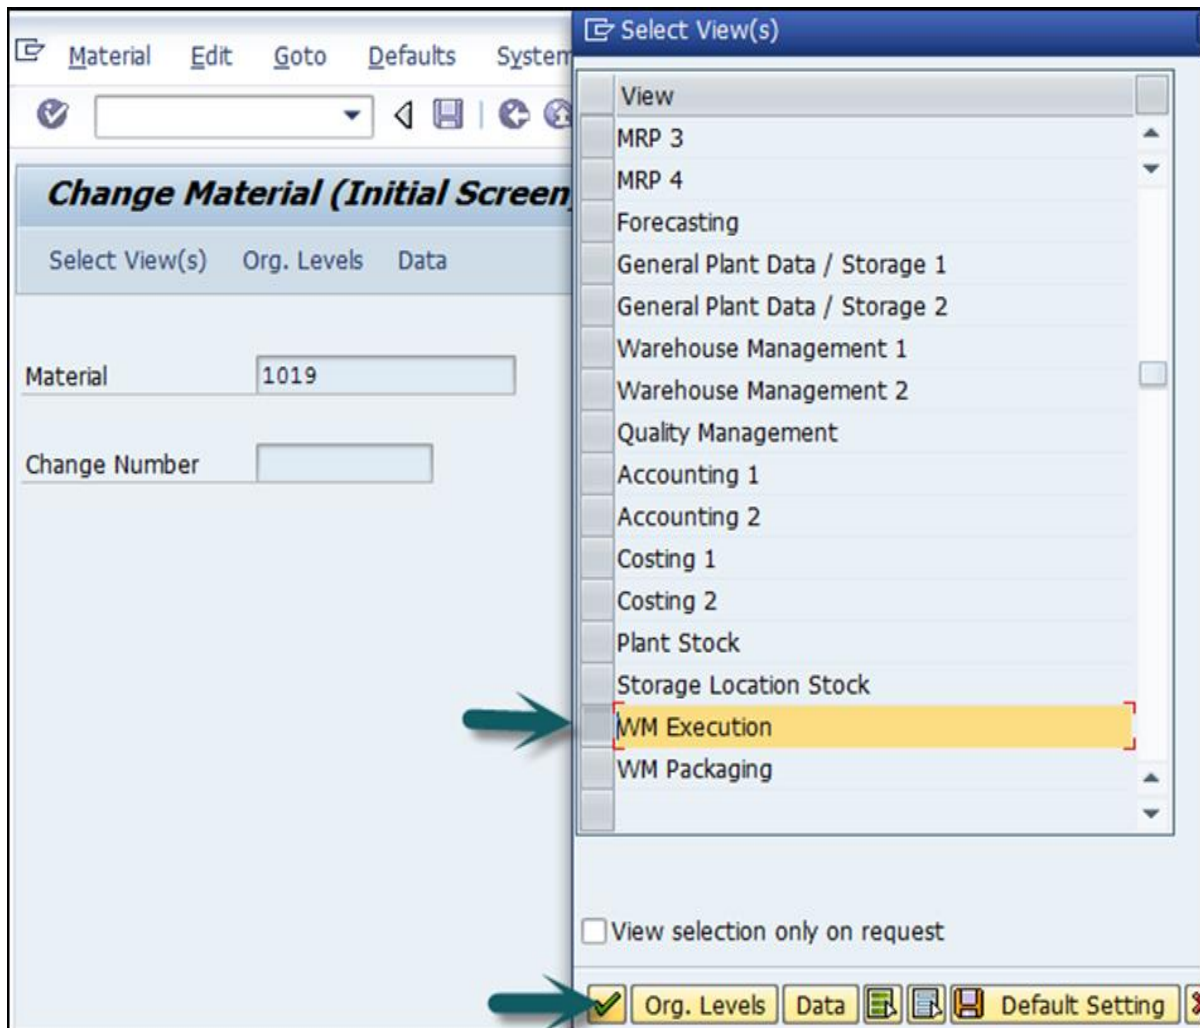 Material Edit Goto Defaults System
Change Material (Initial Screen)
Select View(s) Org. Levels Data
Material 1019
Change Number
Select View(s)
View
MRP 3
MRP 4
Forecasting
General Plant Data / Storage 1
General Plant Data / Storage 2
Warehouse Management 1
Warehouse Management 2
Quality Management
Accounting 1
Accounting 2
Costing 1
Costing 2
Plant Stock
Storage Location Stock
WM Execution
WM Packaging
View selection only on request
Org. Levels Data Default Setting